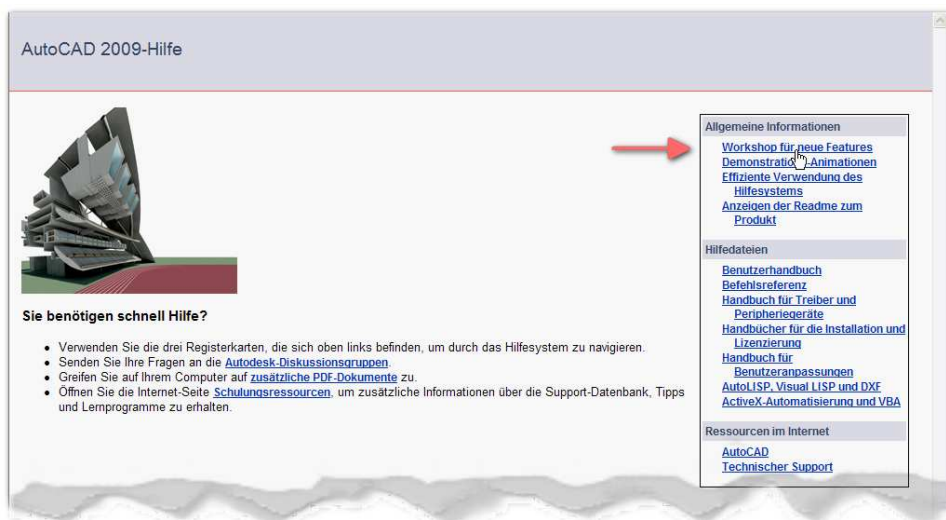 AutoCAD 2009-Hilfe
Sie benötigen schnell Hilfe?
• Verwenden Sie die drei Registerkarten, die sich oben links befinden, um durch das Hilfesystem zu navigieren.
• Senden Sie Ihre Fragen an die Autodesk-Diskussionsgruppen.
• Greifen Sie auf Ihrem Computer auf zusätzliche PDF-Dokumente zu.
• Öffnen Sie die Internet-Seite Schulungsressourcen, um zusätzliche Informationen über die Support-Datenbank, Tipps
und Lernprogramme zu erhalten.
Allgemeine Informationen
Workshop für neue Features
Demonstrations-Animationen
Effiziente Verwendung des
Hilfesystems
Anzeigen der Readme zum
Produkt
Hilfedateien
Benutzerhandbuch
Befehlsreferenz
Handbuch für Treiber und
Peripheriegeräte
Handbücher für die Installation und
Lizenzierung
Handbuch für
Benutzeranpassungen
AutoLISP, Visual LISP und DXF
ActiveX-Automatisierung und VBA
Ressourcen im Internet
AutoCAD
Technischer Support